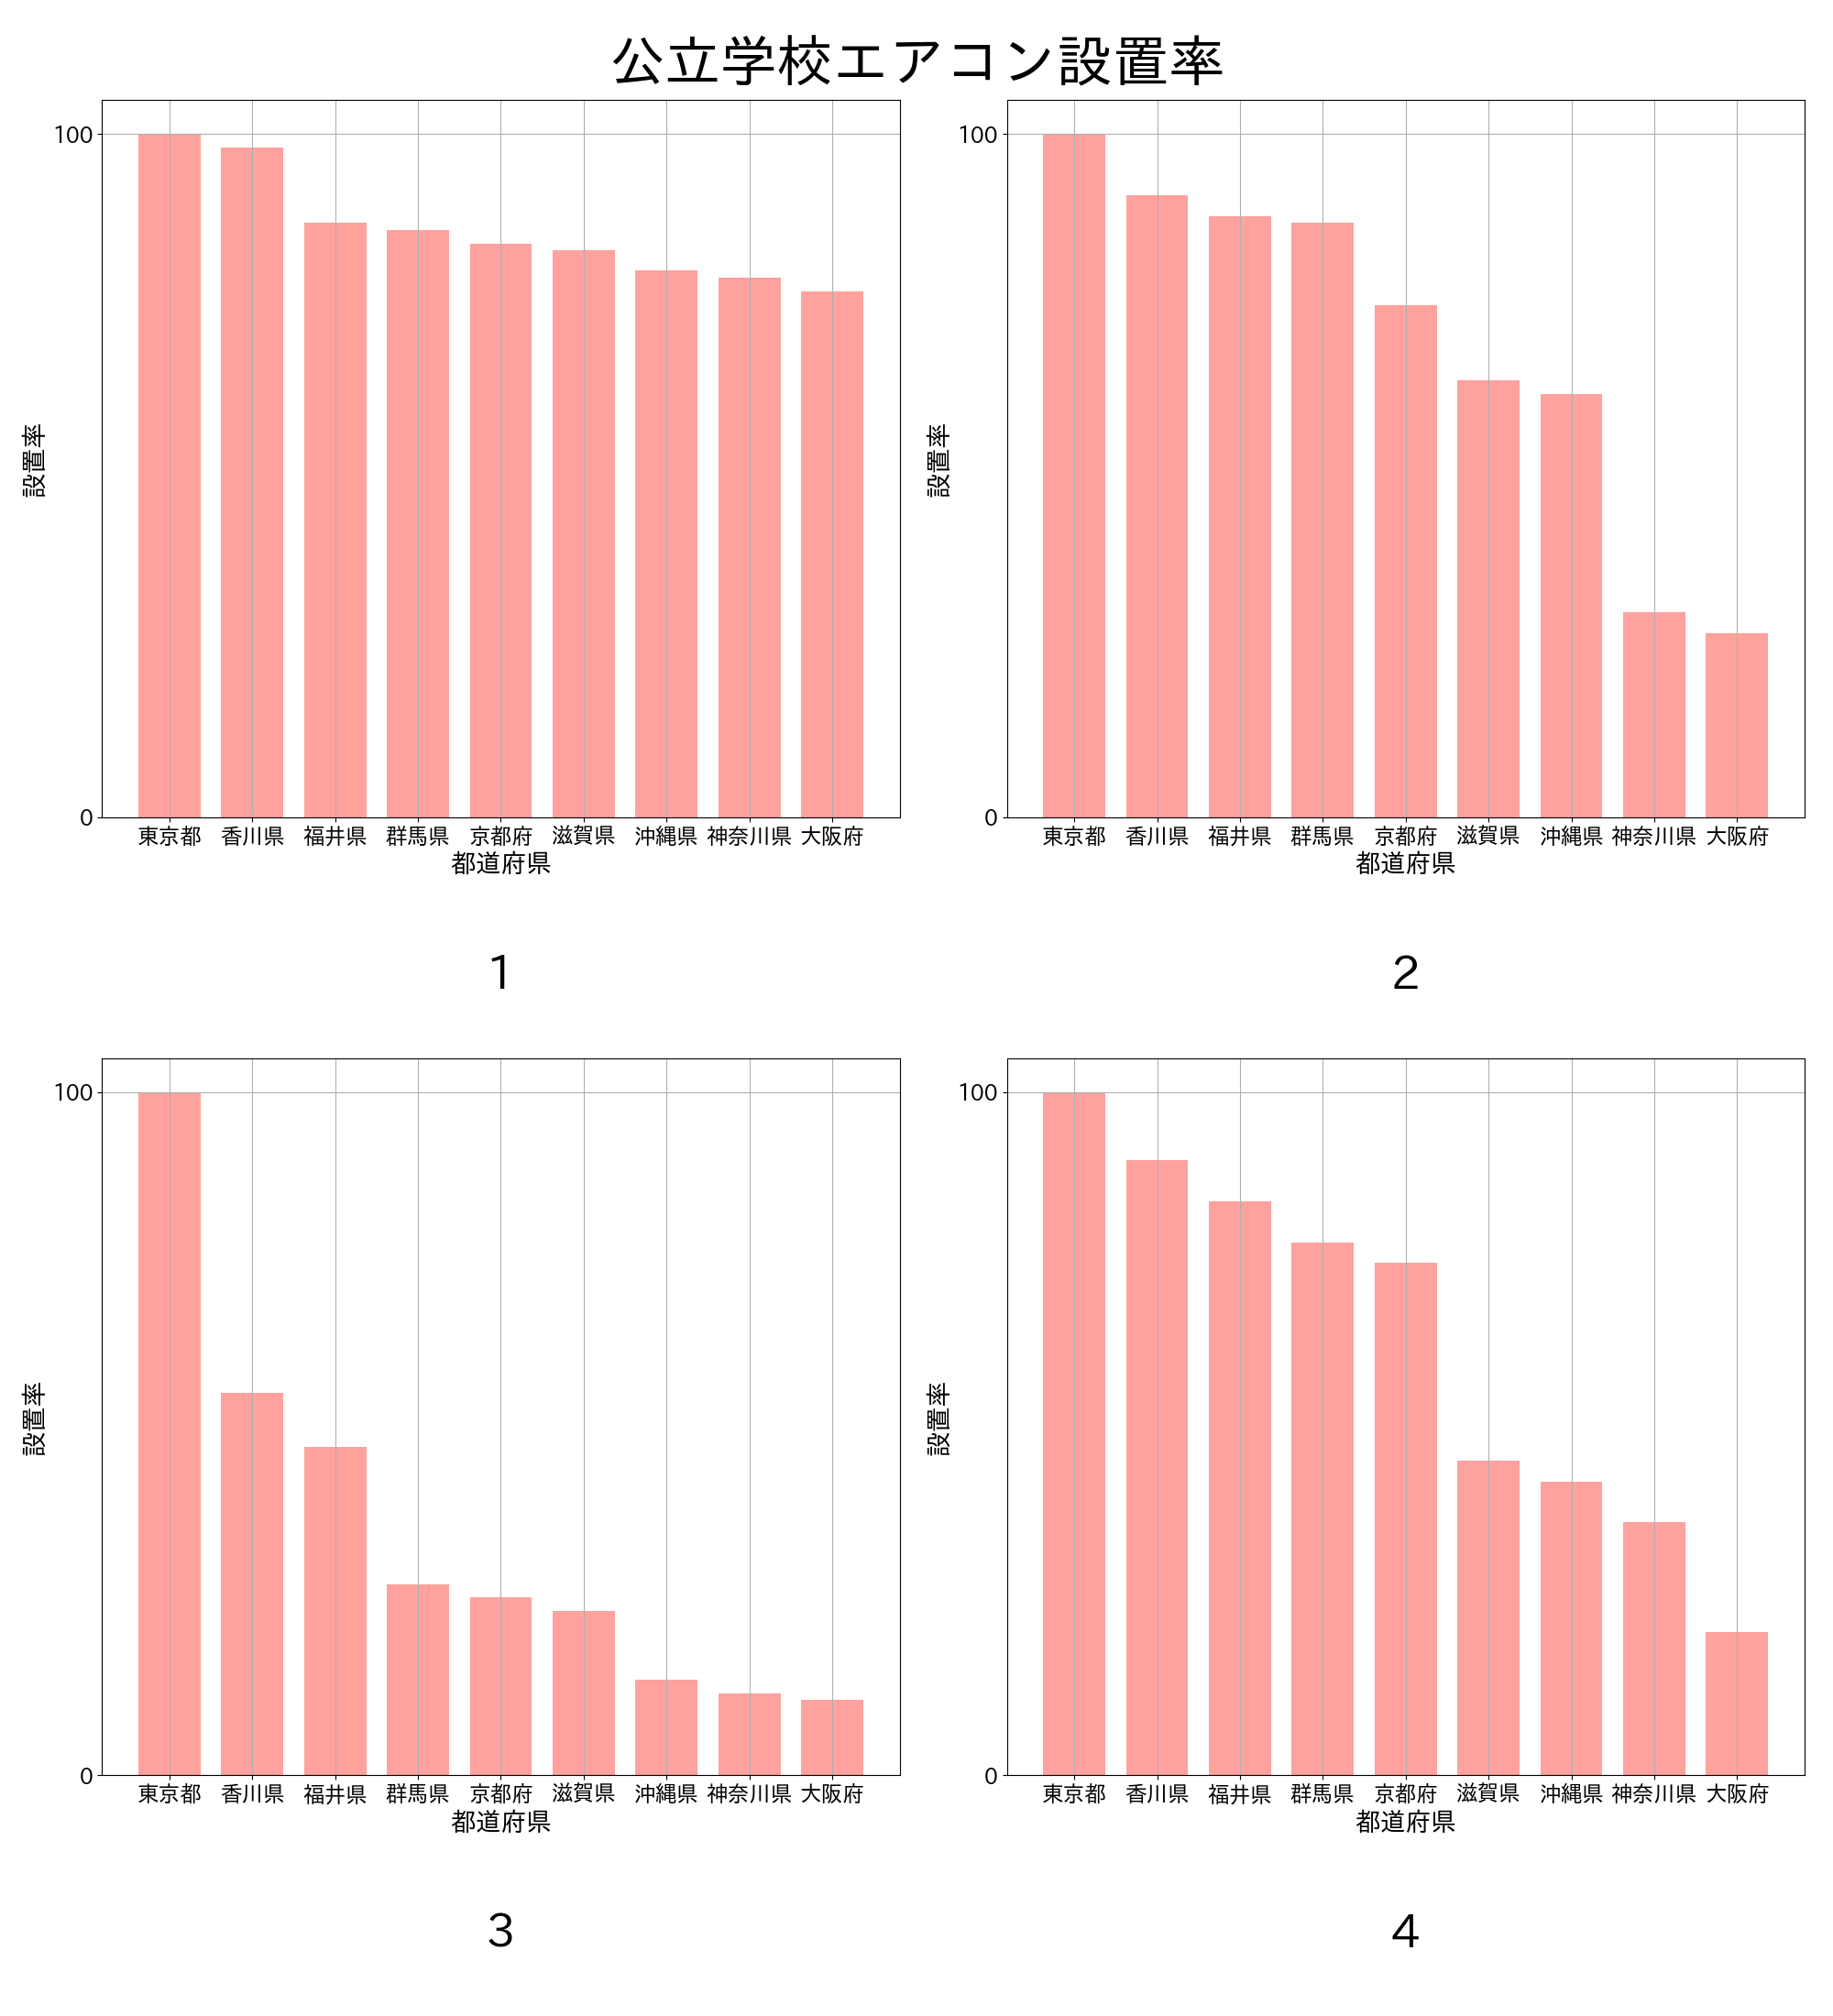 公立学校エアコン設置率
100
0
設置率
東京都 香川県 福井県 群馬県 京都府 滋賀県 沖縄県 神奈川県 大阪府
都道府県
1
100
0
設置率
東京都 香川県 福井県 群馬県 京都府 滋賀県 沖縄県 神奈川県 大阪府
都道府県
2
100
0
設置率
東京都 香川県 福井県 群馬県 京都府 滋賀県 沖縄県 神奈川県 大阪府
都道府県
3
100
0
設置率
東京都 香川県 福井県 群馬県 京都府 滋賀県 沖縄県 神奈川県 大阪府
都道府県
4